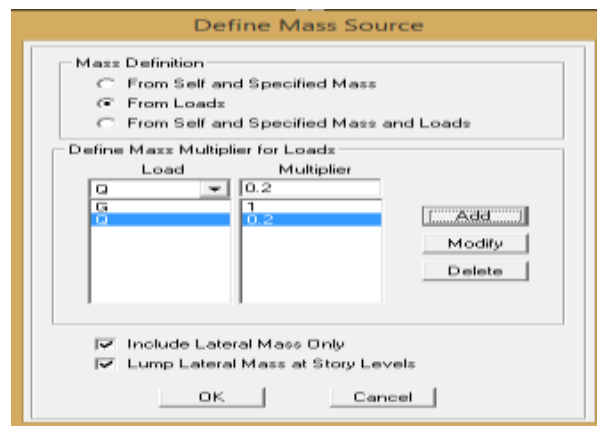 Define Mass Source
Mass Definition
From Self and Specified Mass
From Loads
From Self and Specified Mass and Loads
Define Mass Multiplier for Loads
Load Multiplier
Q 0.2
G 1
Q 0.2
Add
Modify
Delete
Include Lateral Mass Only
Lump Lateral Mass at Story Levels
OK Cancel